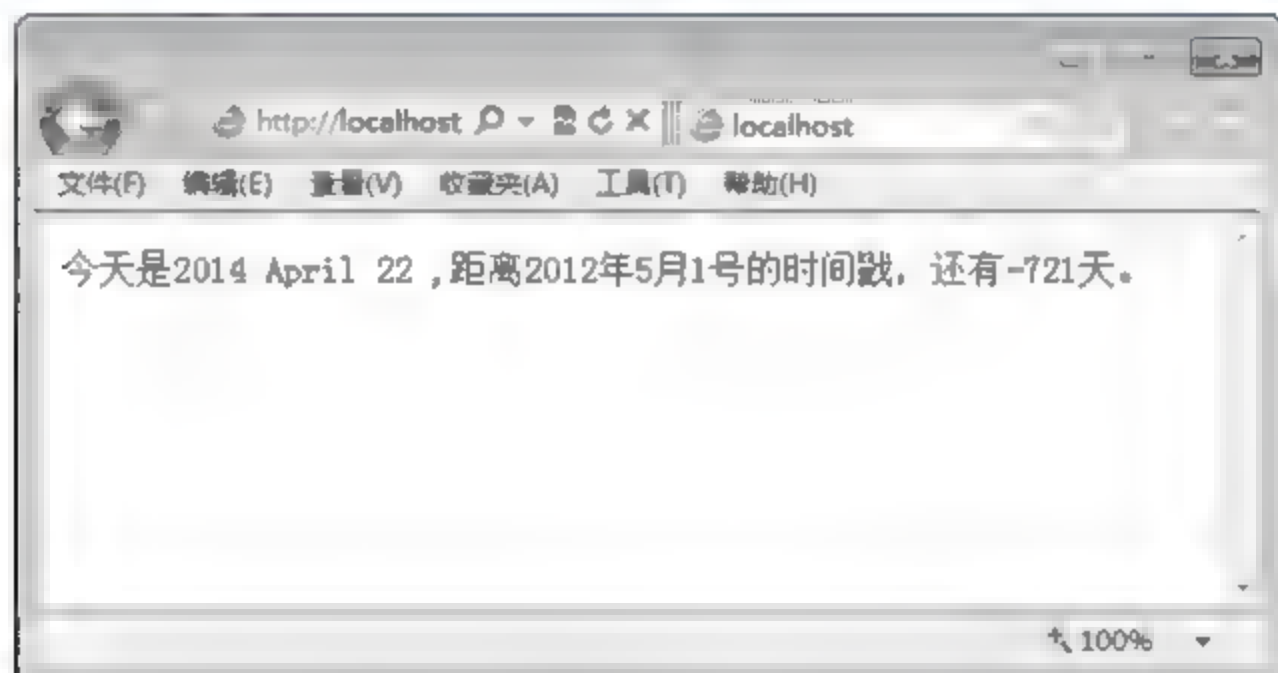 http://localhost localhost
文件(F) 编辑(E) 查看(V) 收藏夹(A) 工具(T) 帮助(H)
今天是2014 April 22 ,距离2012年5月1号的时间戳，还有-721天。
100%